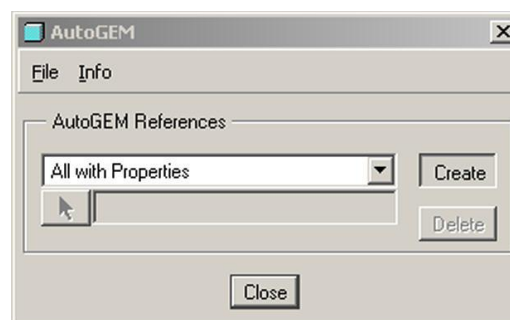 AutoGEM
File Info
AutoGEM References
All with Properties
Create
Delete
Close